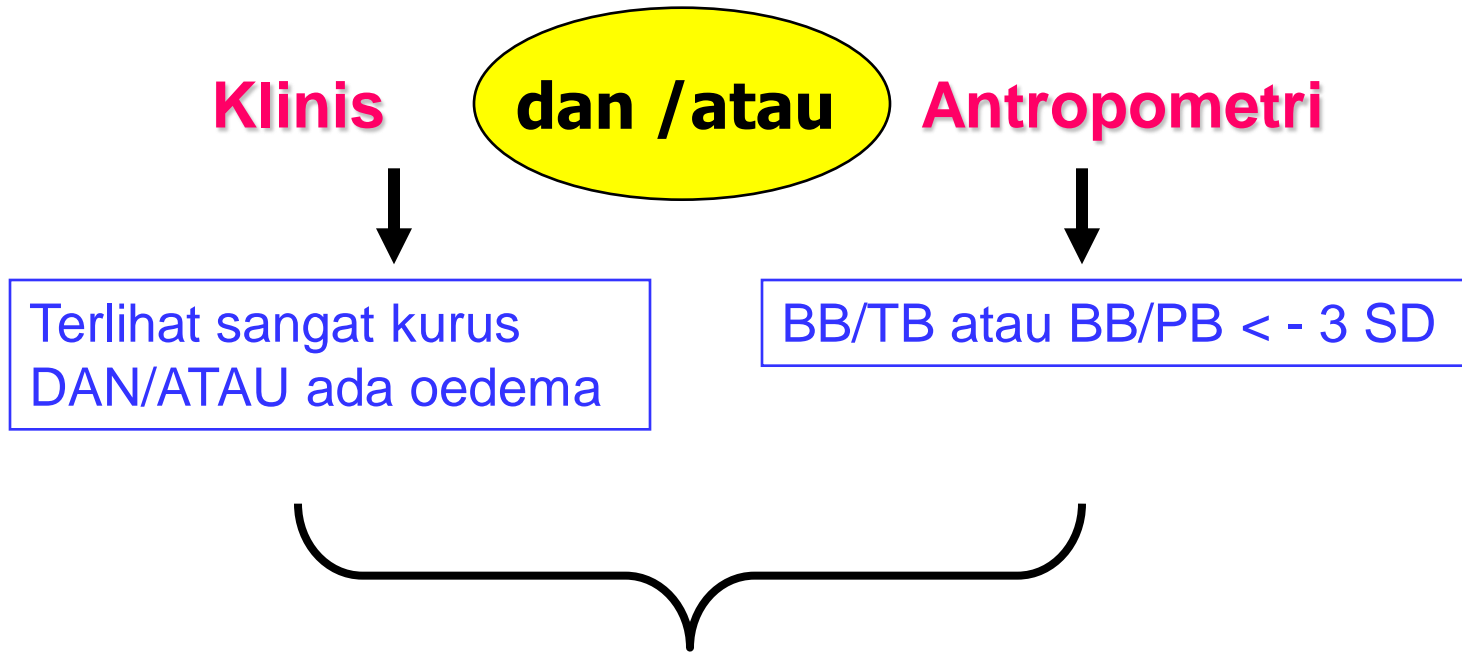 Klinis dan /atau Antropometri
Terlihat sangat kurus
DAN/ATAU ada oedema
BB/TB atau BB/PB < - 3 SD